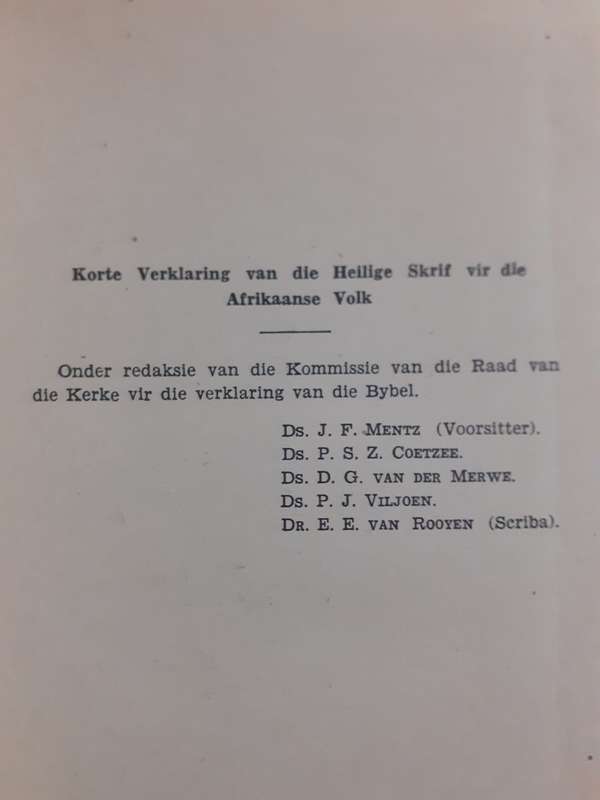 Korte Verklaring van die Heilige Skrif vir die
Afrikaanse Volk
Onder redaksie van die Kommissie van die Raad van
die Kerke vir die verklaring van die Bybel.
Ds. J. F. Mentz (Voorsitter).
Ds. P. S. Z. Coetzee.
Ds. D. G. van der Merwe.
Ds. P. J. Viljoen.
Dr. E. E. van Rooyen (Scriba).